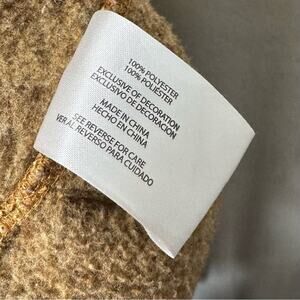 100% POLYESTER
100% POLIÉSTER
EXCLUSIVE OF DECORATION
EXCLUSIVO DE DECORACION
MADE IN CHINA
HECHO EN CHINA
SEE REVERSE FOR CARE
VER AL REVERSO PARA CUIDADO